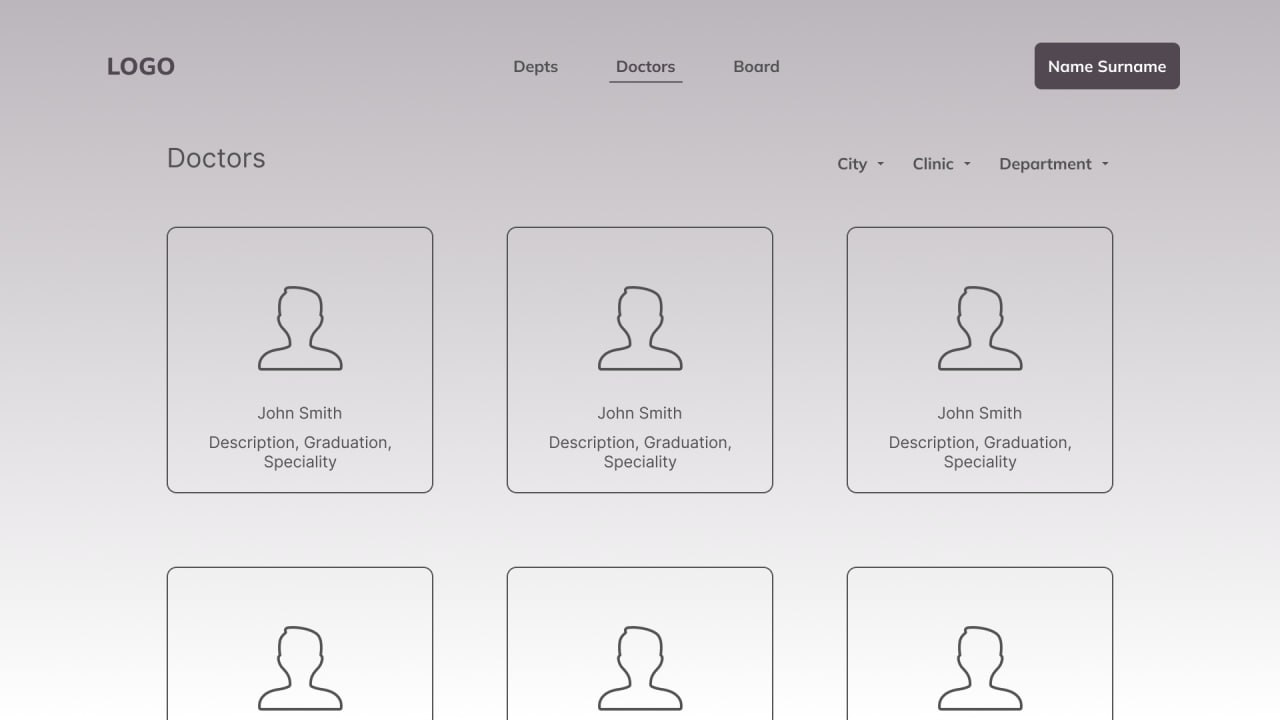 LOGO
Depts
Doctors
Board
Name Surname
Doctors
City
Clinic
Department
John Smith
Description, Graduation,
Speciality
John Smith
Description, Graduation,
Speciality
John Smith
Description, Graduation,
Speciality